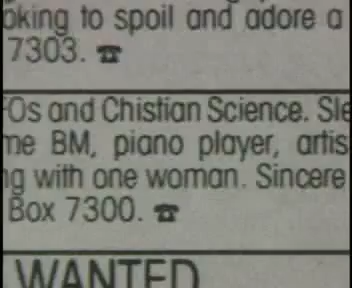 oking to spoil and adore a
7303. ☎
Os and Chistian Science. Sle
me BM, piano player, artis
ng with one woman. Sincere
Box 7300. ☎
WANTED